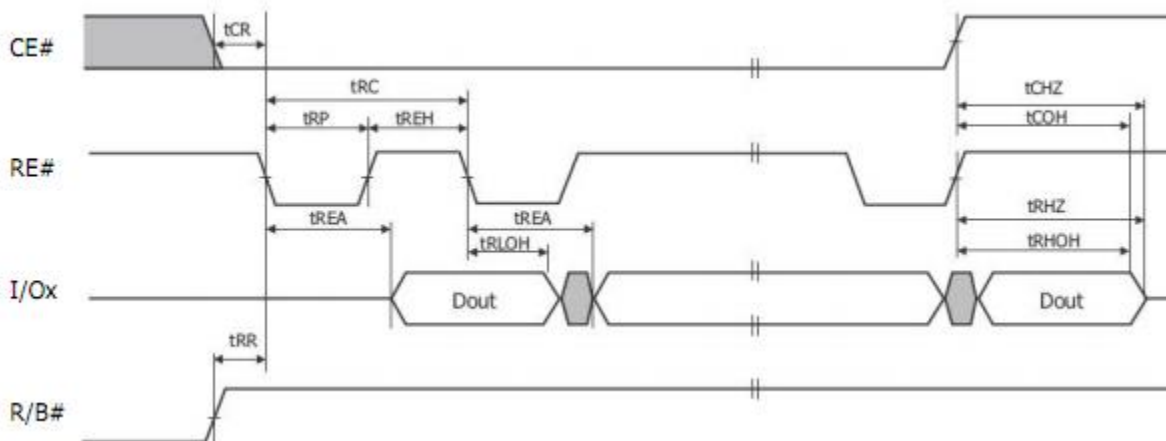 CE#
tCR
tRC
tCHZ
tRP
tREH
tCOH
RE#
tREA
tREA
tRHZ
tRLOH
tRHOH
I/Ox
Dout
Dout
tRR
R/B#